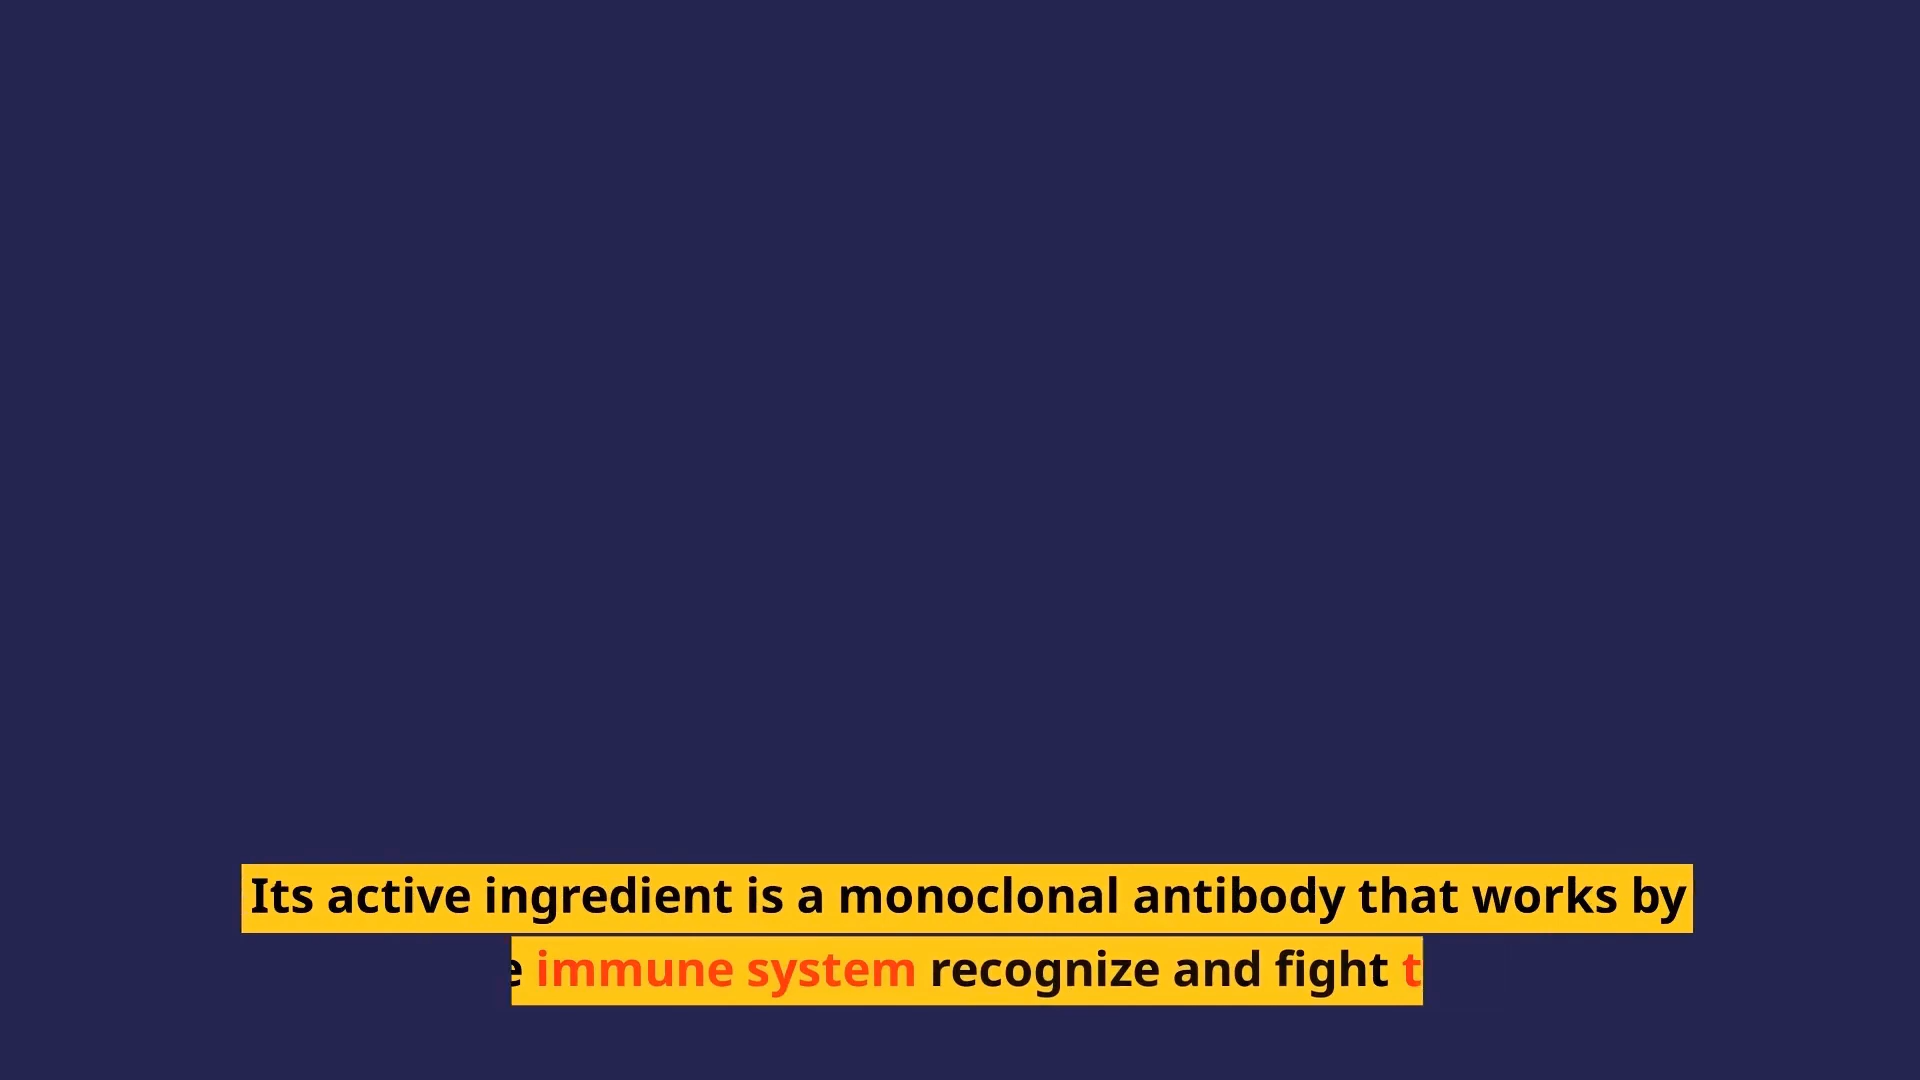 Its active ingredient is a monoclonal antibody that works by
immune system recognize and fight